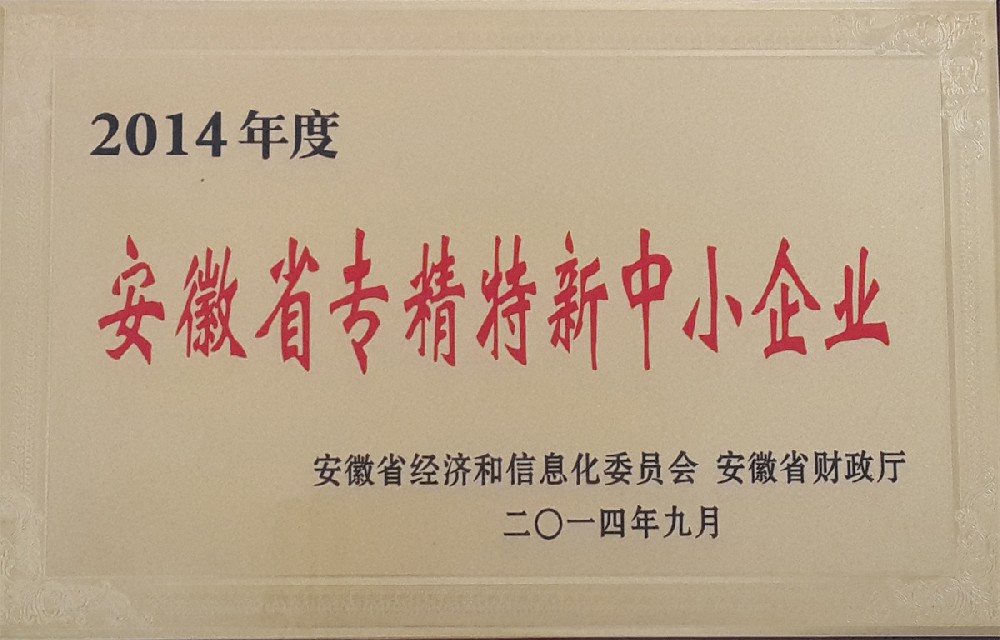 2014年度
安徽省专精特新中小企业
安徽省经济和信息化委员会 安徽省财政厅
二〇一四年九月